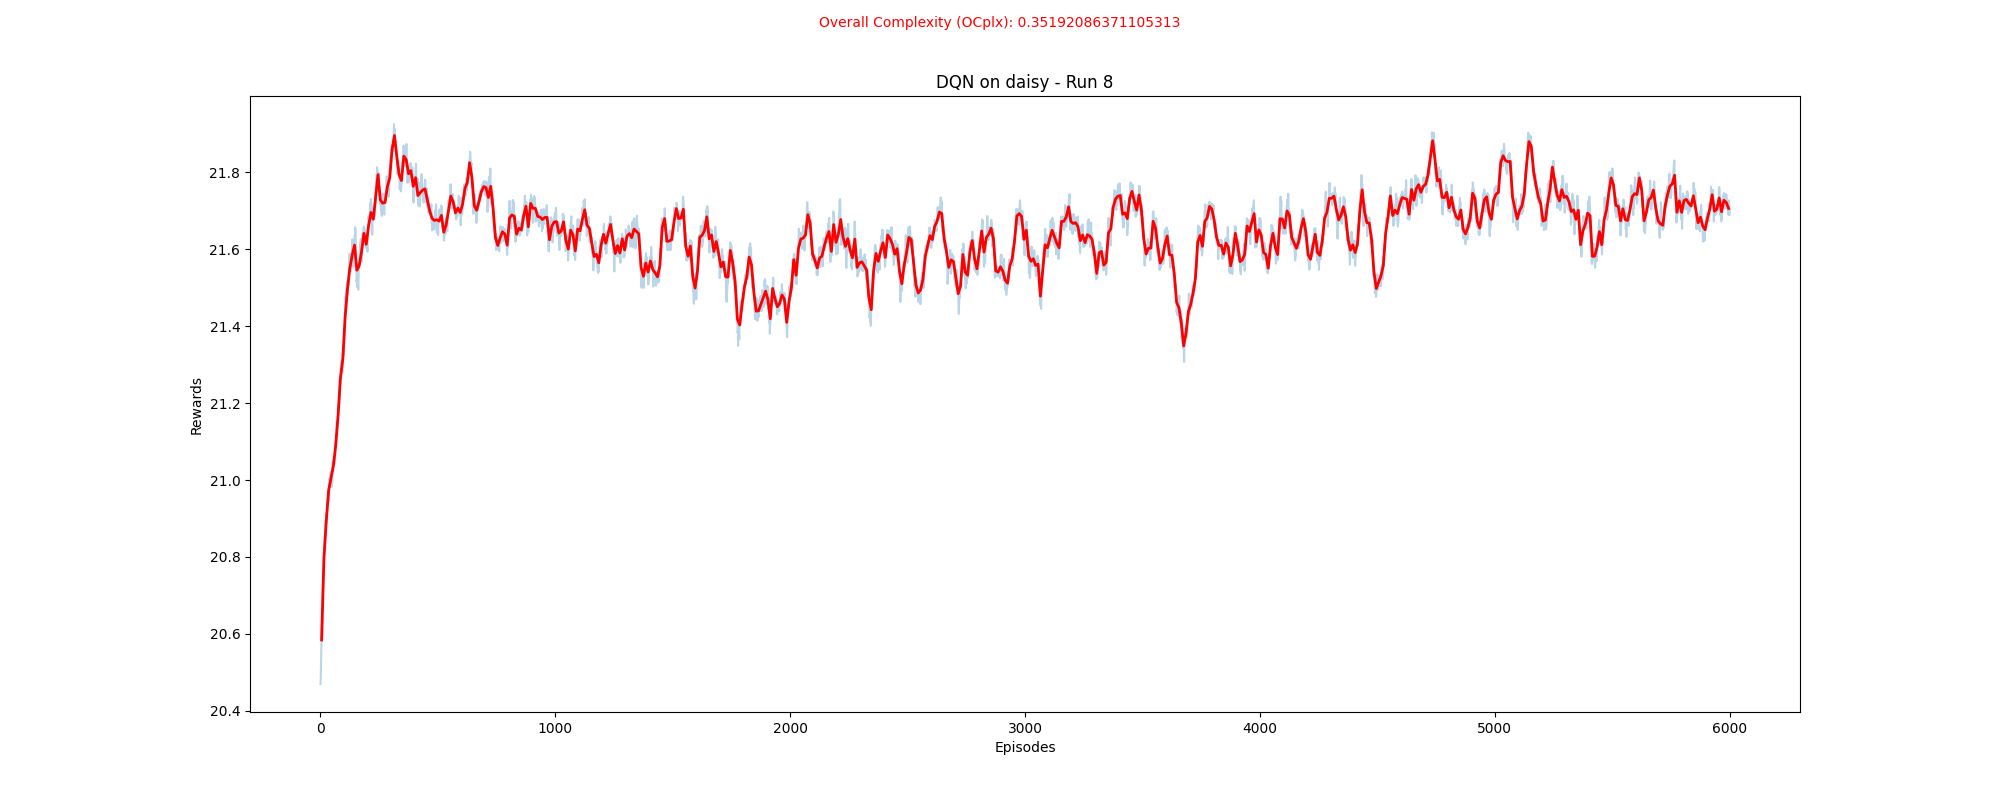 Overall Complexity (OCplx): 0.35192086371105313
DQN on daisy - Run 8
21.8
21.6
21.4
21.2
21.0
20.8
20.6
20.4
Rewards
0 1000 2000 3000 4000 5000 6000
Episodes